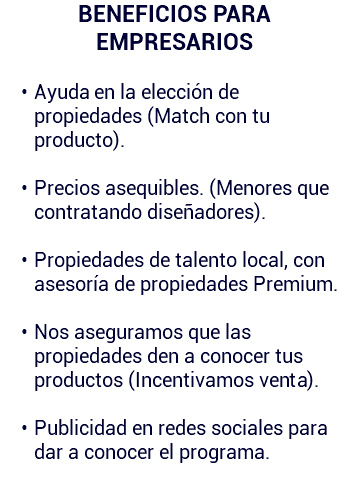 BENEFICIOS PARA
EMPRESARIOS
• Ayuda en la elección de
propiedades (Match con tu
producto).
• Precios asequibles. (Menores que
contratando diseñadores).
• Propiedades de talento local, con
asesoría de propiedades Premium.
• Nos aseguramos que las
propiedades den a conocer tus
productos (Incentivamos venta).
• Publicidad en redes sociales para
dar a conocer el programa.